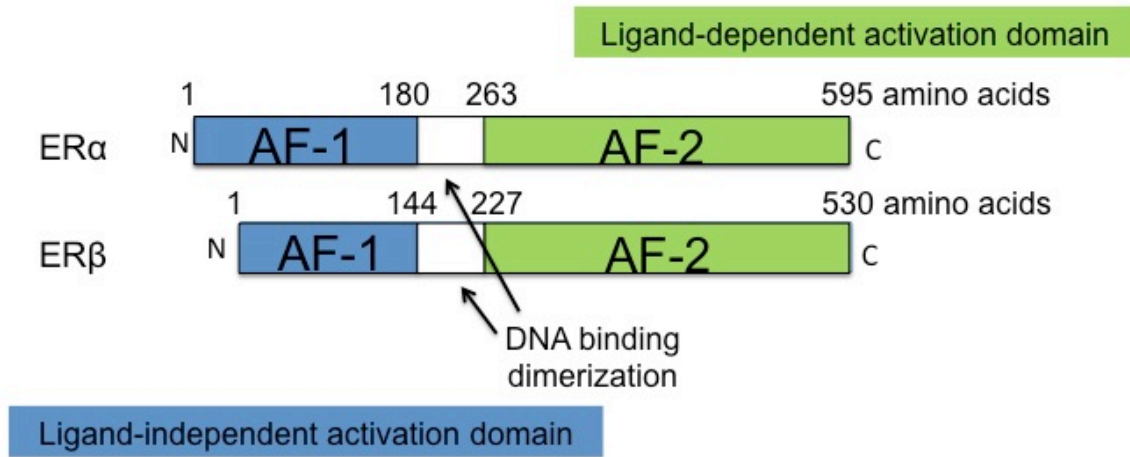 Ligand-dependent activation domain
1 180 263 595 amino acids
ERα N AF-1 AF-2 C
1 144 227 530 amino acids
ERβ N AF-1 AF-2 C
DNA binding
dimerization
Ligand-independent activation domain